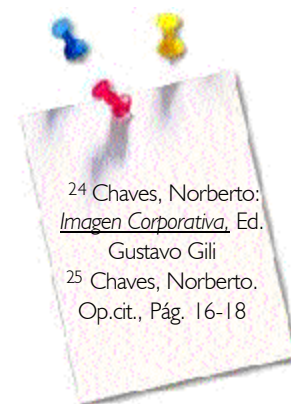 24 Chaves, Norberto:
Imagen Corporativa, Ed.
Gustavo Gili
25 Chaves, Norberto.
Op.cit., Pág. 16-18